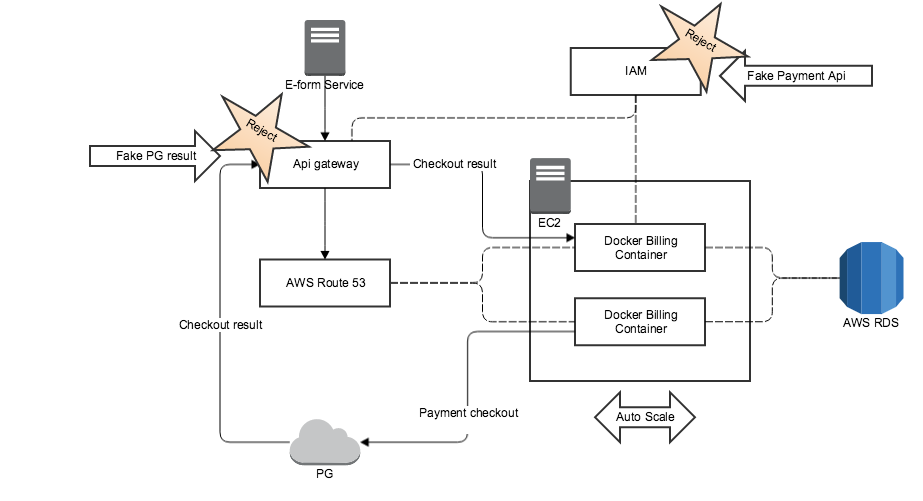 E-form Service
Reject
IAM
Fake Payment Api
Reject
Fake PG result
Api gateway
Checkout result
EC2
Docker Billing
Container
AWS Route 53
Docker Billing
Container
AWS RDS
Checkout result
Payment checkout
Auto Scale
PG